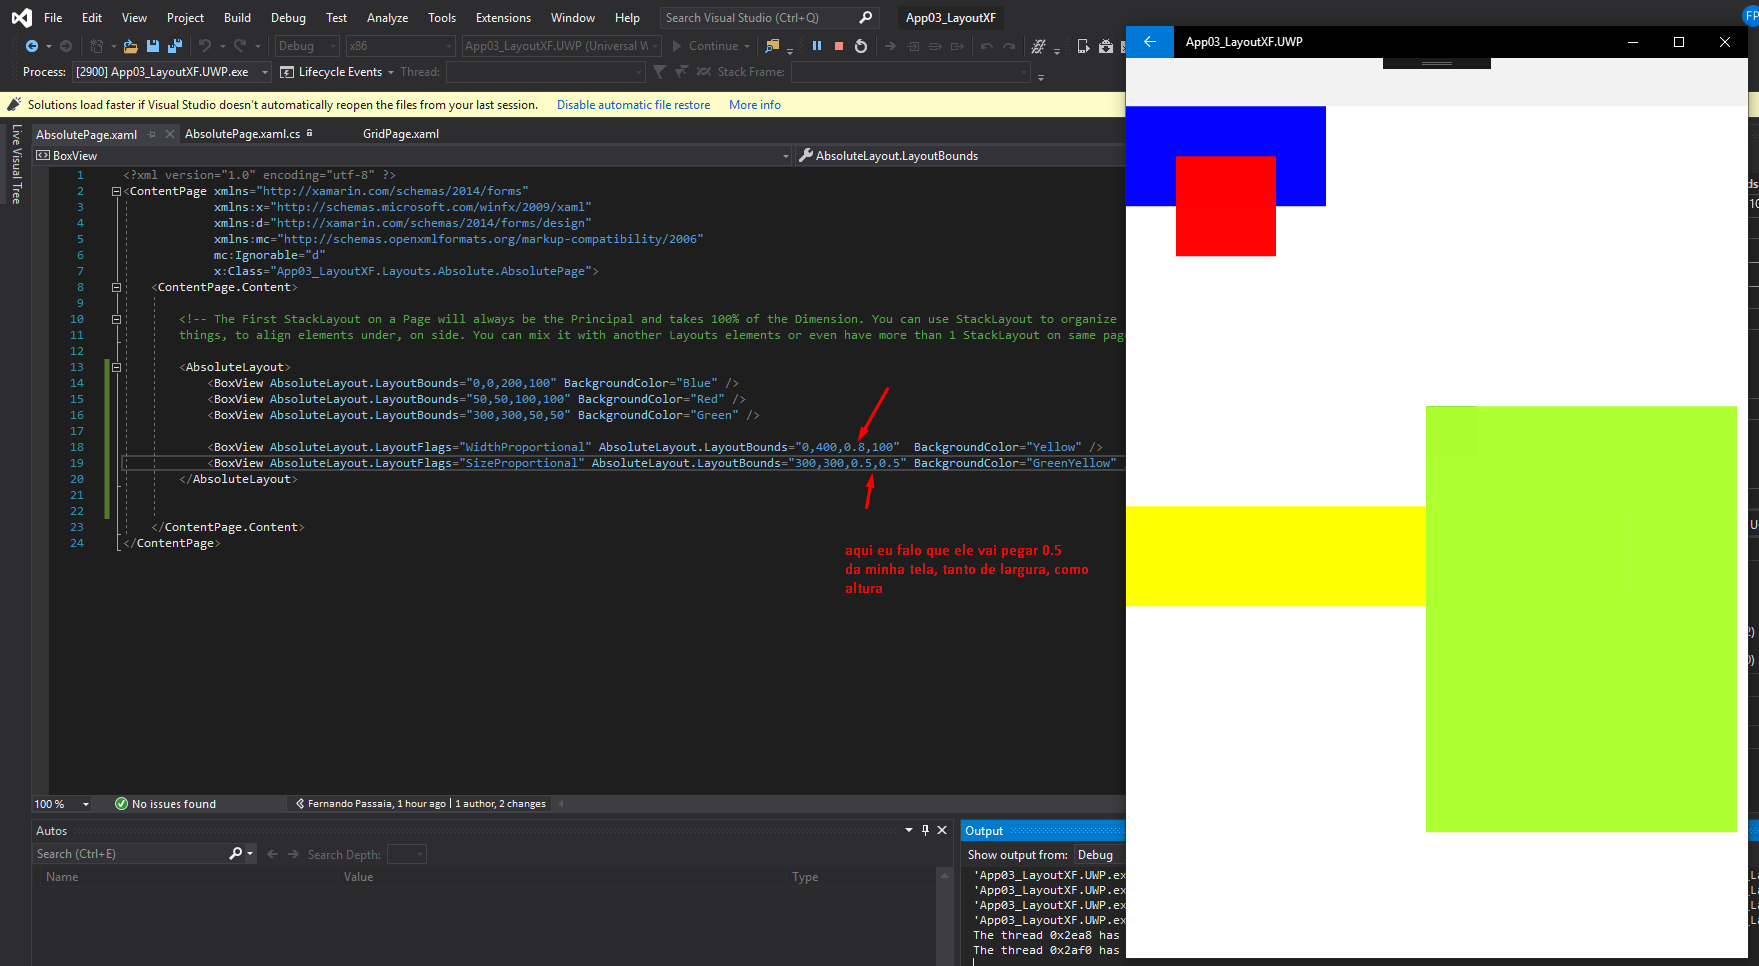 File Edit View Project Build Debug Test Analyze Tools Extensions Window Help Search Visual Studio (Ctrl+Q) App03_LayoutXF FP
Debug x86 App03_LayoutXF.UWP (Universal W Continue
Process: [2900] App03_LayoutXF.UWP.exe Lifecycle Events Thread: Stack Frame:
Solutions load faster if Visual Studio doesn't automatically reopen the files from your last session. Disable automatic file restore More info
Live Visual Tree
AbsolutePage.xaml AbsolutePage.xaml.cs GridPage.xaml
BoxView AbsoluteLayout.LayoutBounds
1 <?xml version="1.0" encoding="utf-8" ?>
2 <ContentPage xmlns="http://xamarin.com/schemas/2014/forms"
3 xmlns:x="http://schemas.microsoft.com/winfx/2009/xaml"
4 xmlns:d="http://xamarin.com/schemas/2014/forms/design"
5 xmlns:mc="http://schemas.openxmlformats.org/markup-compatibility/2006"
6 mc:Ignorable="d"
7 x:Class="App03_LayoutXF.Layouts.Absolute.AbsolutePage">
8 <ContentPage.Content>
9
10 <!-- The First StackLayout on a Page will always be the Principal and takes 100% of the Dimension. You can use StackLayout to organize
11 things, to align elements under, on side. You can mix it with another Layouts elements or even have more than 1 StackLayout on same pag
12
13 <AbsoluteLayout>
14 <BoxView AbsoluteLayout.LayoutBounds="0,0,200,100" BackgroundColor="Blue" />
15 <BoxView AbsoluteLayout.LayoutBounds="50,50,100,100" BackgroundColor="Red" />
16 <BoxView AbsoluteLayout.LayoutBounds="300,300,50,50" BackgroundColor="Green" />
17
18 <BoxView AbsoluteLayout.LayoutFlags="WidthProportional" AbsoluteLayout.LayoutBounds="0,400,0.8,100" BackgroundColor="Yellow" />
19 <BoxView AbsoluteLayout.LayoutFlags="SizeProportional" AbsoluteLayout.LayoutBounds="300,300,0.5,0.5" BackgroundColor="GreenYellow" /
20 </AbsoluteLayout>
21
22
23 </ContentPage.Content>
24 </ContentPage>
aqui eu falo que ele vai pegar 0.5
da minha tela, tanto de largura, como
altura
100 % No issues found Fernando Passaia, 1 hour ago | 1 author, 2 changes
Autos
Search (Ctrl+E) Search Depth:
Name Value Type
Output
Show output from: Debug
'App03_LayoutXF.UWP.ex
'App03_LayoutXF.UWP.ex
'App03_LayoutXF.UWP.ex
'App03_LayoutXF.UWP.ex
The thread 0x2ea8 has
The thread 0x2af0 has
App03_LayoutXF.UWP